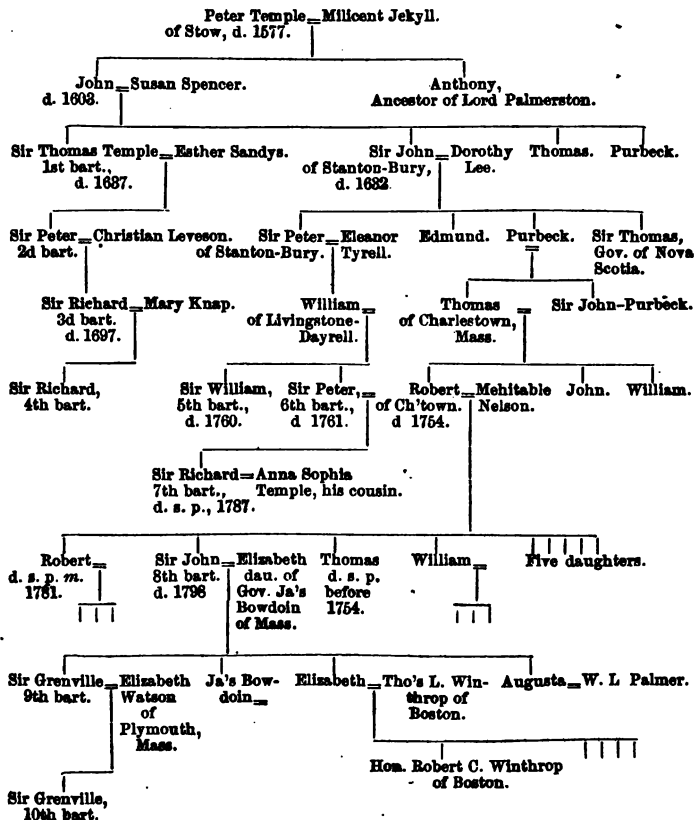 Peter Temple = Milicent Jekyll.
of Stow, d. 1577.
John = Susan Spencer.
d. 1603.
Anthony,
Ancestor of Lord Palmerston.
Sir Thomas Temple = Esther Sandys.
1st bart.,
d. 1637.
Sir John = Dorothy
of Stanton-Bury, Lee.
d. 1632
Thomas.
Purbeck.
Sir Peter = Christian Leveson.
2d bart.
Sir Peter = Eleanor
of Stanton-Bury. Tyrell.
Edmund.
Purbeck.
=
Sir Thomas,
Gov. of Nova
Scotia.
Sir Richard = Mary Knap.
3d bart.
d. 1697.
William =
of Livingstone-
Dayrell.
Thomas =
of Charlestown,
Mass.
Sir John-Purbeck.
Sir Richard,
4th bart.
Sir William,
5th bart.,
d. 1760.
Sir Peter, =
6th bart.,
d 1761.
Robert = Mehitable
of Ch'town. Nelson.
d 1754.
John.
William.
Sir Richard = Anna Sophia
7th bart., Temple, his cousin.
d. s. p., 1787.
Robert =
d. s. p. m.
1781.
Sir John = Elizabeth
8th bart. dau. of
d. 1798 Gov. Ja's
Bowdoin
of Mass.
Thomas
d. s. p.
before
1754.
William =
Five daughters.
Sir Grenville = Elizabeth
9th bart. Watson
of
Plymouth,
Mass.
Ja's Bow-
doin =
Elizabeth = Tho's L. Win-
throp of
Boston.
Augusta = W. L Palmer.
Hon. Robert C. Winthrop
of Boston.
Sir Grenville,
10th bart.